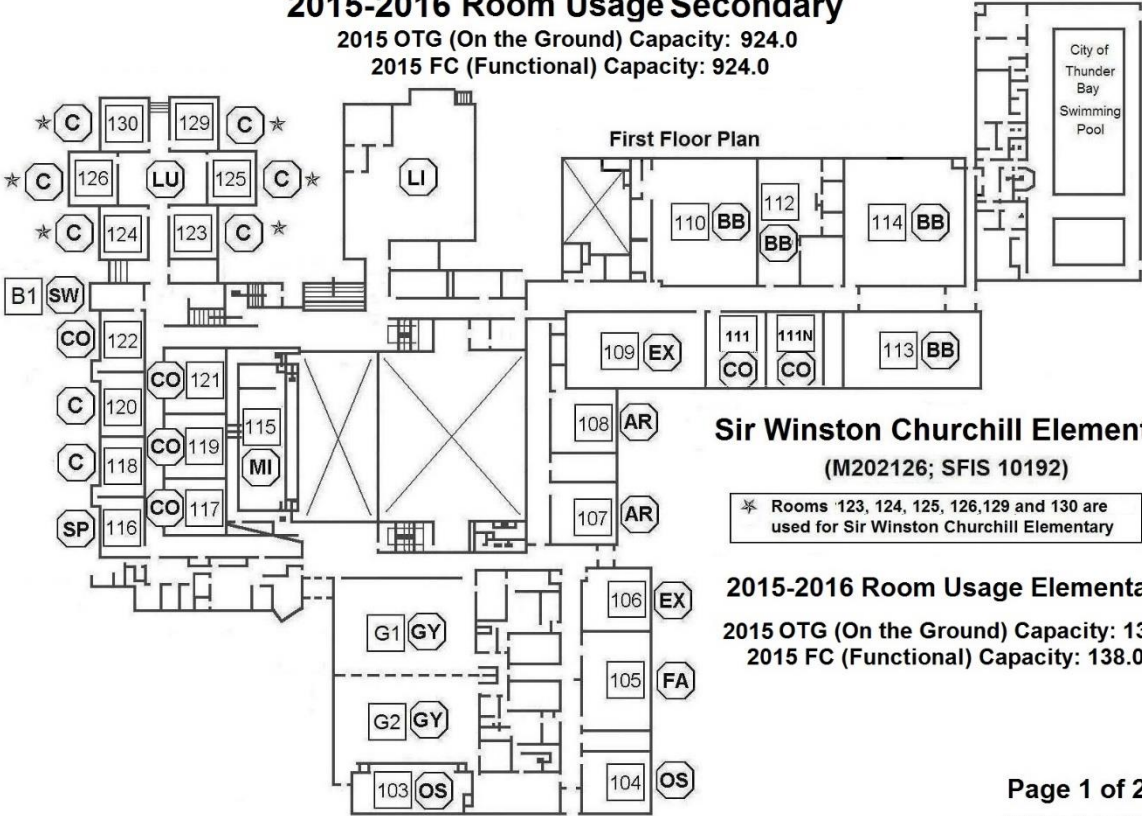 2015-2016 Room Usage Secondary
2015 OTG (On the Ground) Capacity: 924.0
2015 FC (Functional) Capacity: 924.0
City of
Thunder
Bay
Swimming
Pool
First Floor Plan
C 130 129 C
C 126 LU 125 C
C 124 123 C
LI
110 BB
112
BB
114 BB
B1 SW
CO 122
CO 121
C 120
CO 119
C 118
CO 117
SP 116
115
MI
109 EX
111
CO
111N
CO
113 BB
108 AR
107 AR
Sir Winston Churchill Element
(M202126; SFIS 10192)
Rooms 123, 124, 125, 126,129 and 130 are
used for Sir Winston Churchill Elementary
106 EX
105 FA
104 OS
G1 GY
G2 GY
103 OS
2015-2016 Room Usage Elementa
2015 OTG (On the Ground) Capacity: 13
2015 FC (Functional) Capacity: 138.0
Page 1 of 2